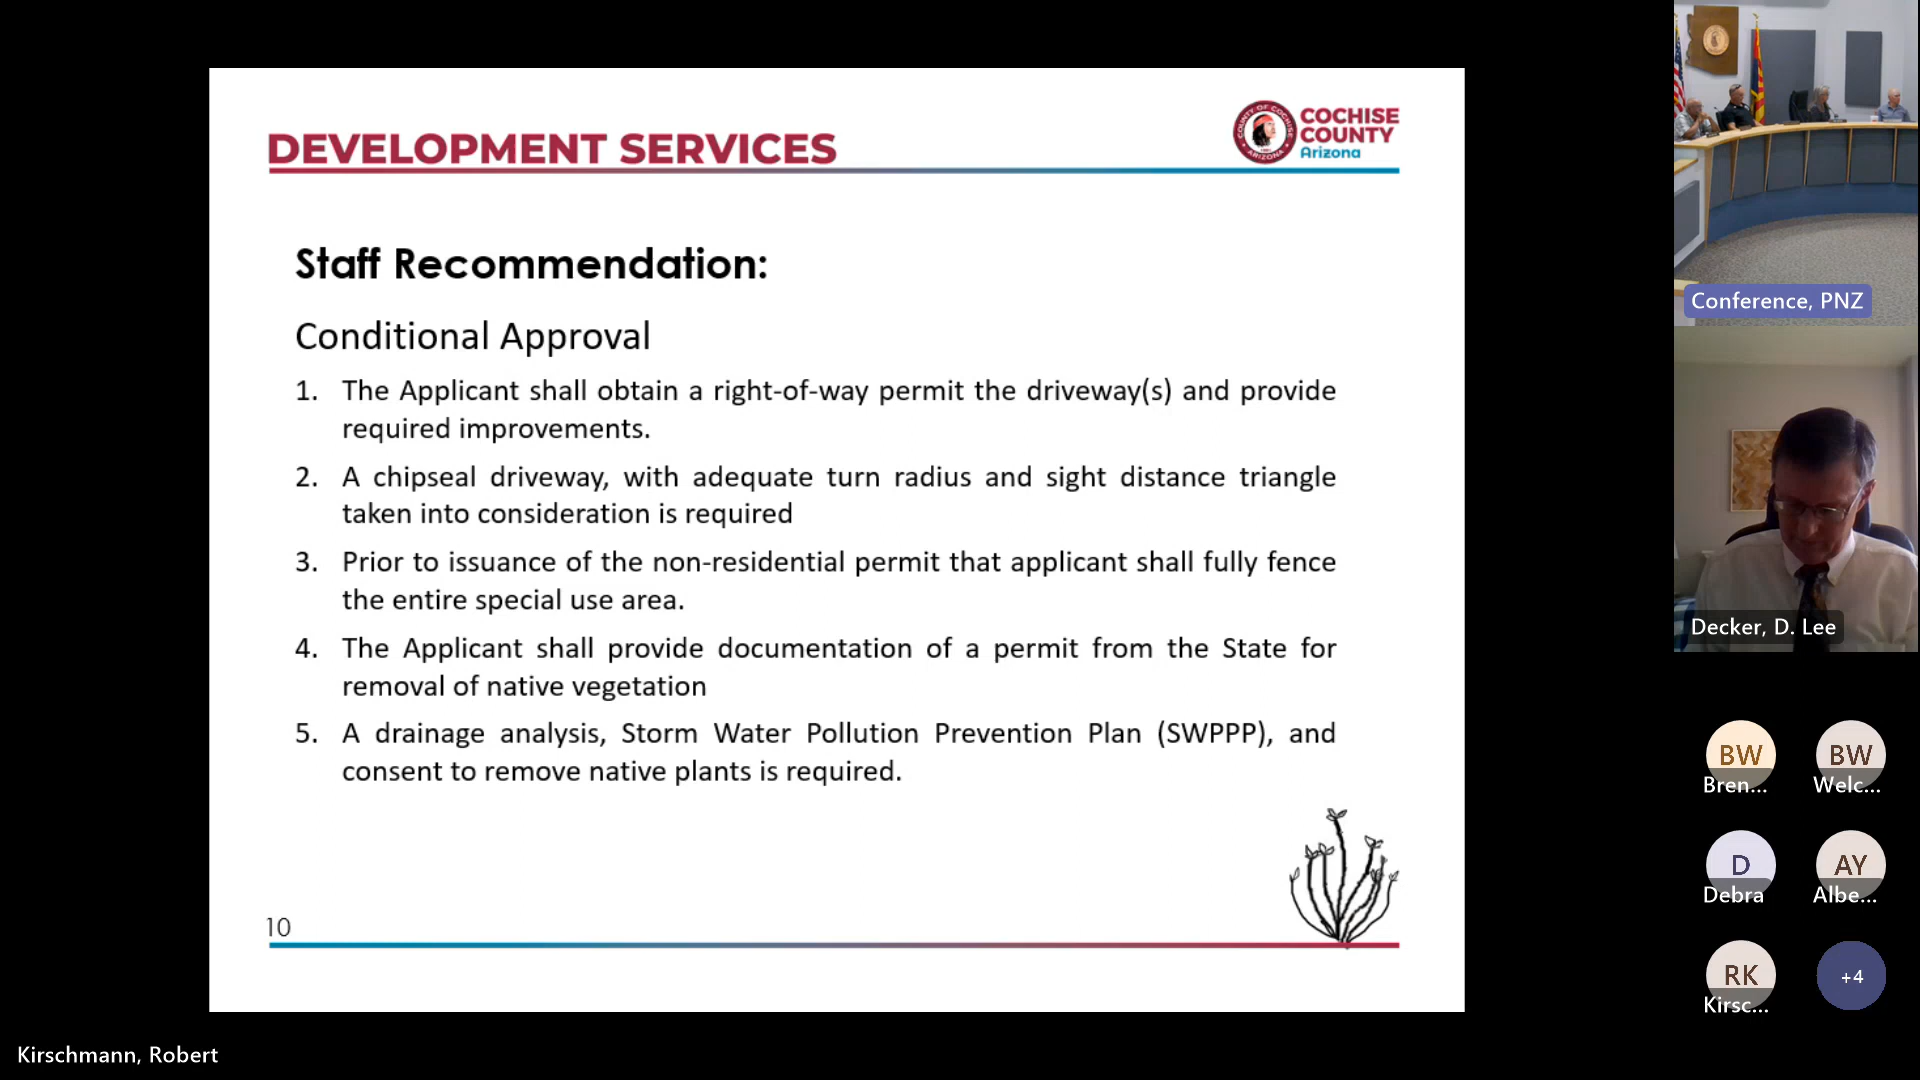 DEVELOPMENT SERVICES
COUNTY OF COCHISE
ARIZONA
COCHISE
COUNTY
Arizona
Staff Recommendation:
Conditional Approval
1. The Applicant shall obtain a right-of-way permit the driveway(s) and provide
required improvements.
2. A chipseal driveway, with adequate turn radius and sight distance triangle
taken into consideration is required
3. Prior to issuance of the non-residential permit that applicant shall fully fence
the entire special use area.
4. The Applicant shall provide documentation of a permit from the State for
removal of native vegetation
5. A drainage analysis, Storm Water Pollution Prevention Plan (SWPPP), and
consent to remove native plants is required.
10
Conference, PNZ
Decker, D. Lee
BW
Bren...
BW
Welc...
D
Debra
AY
Albe...
RK
Kirsc...
+4
Kirschmann, Robert